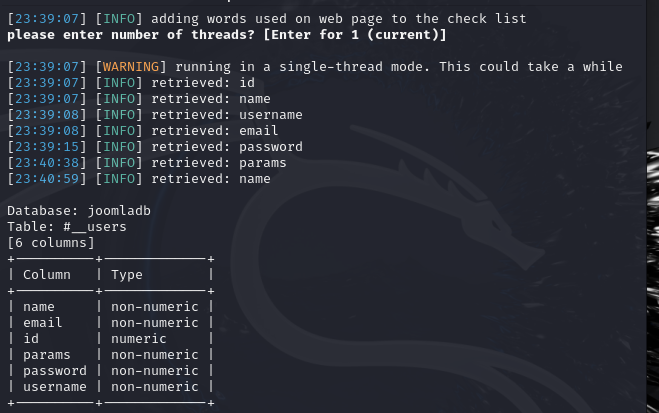 [23:39:07] [INFO] adding words used on web page to the check list
please enter number of threads? [Enter for 1 (current)]
[23:39:07] [WARNING] running in a single-thread mode. This could take a while
[23:39:07] [INFO] retrieved: id
[23:39:07] [INFO] retrieved: name
[23:39:08] [INFO] retrieved: username
[23:39:08] [INFO] retrieved: email
[23:39:15] [INFO] retrieved: password
[23:40:38] [INFO] retrieved: params
[23:40:59] [INFO] retrieved: name
Database: joomladb
Table: #__users
[6 columns]
+----------+-------------+
| Column | Type |
+----------+-------------+
| name | non-numeric |
| email | non-numeric |
| id | numeric |
| params | non-numeric |
| password | non-numeric |
| username | non-numeric |
+----------+-------------+